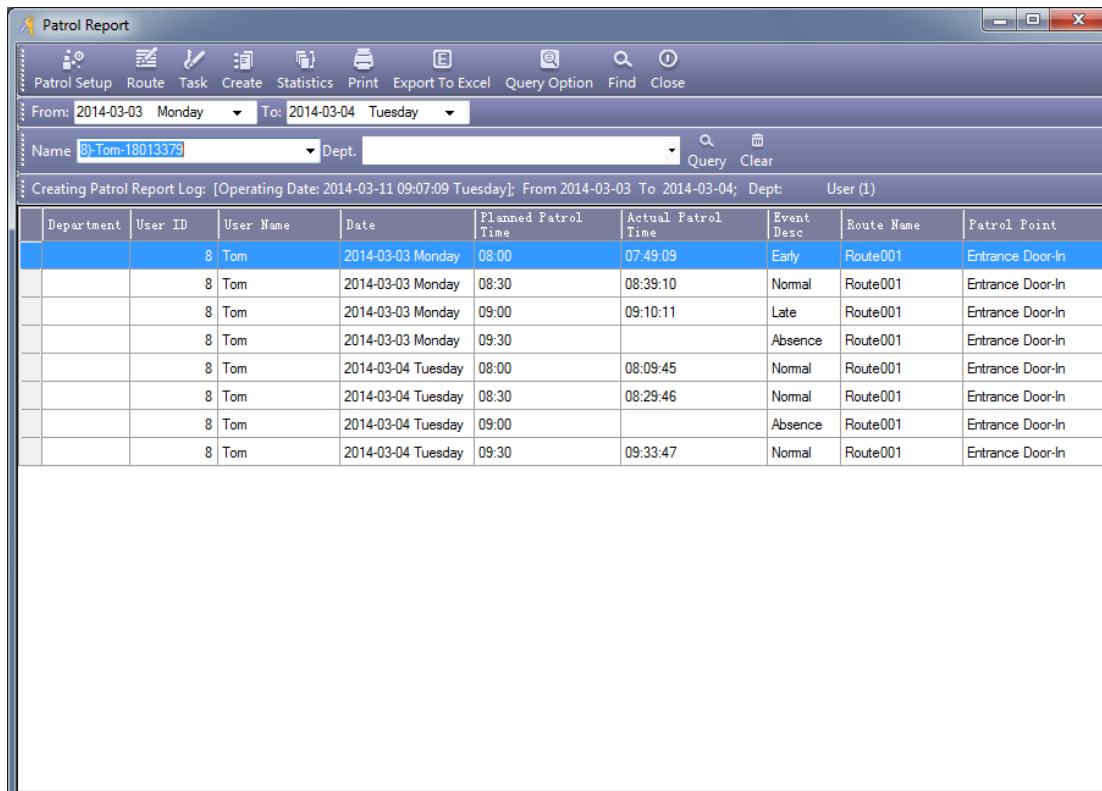 Patrol Report
Patrol Setup Route Task Create Statistics Print Export To Excel Query Option Find Close
From: 2014-03-03 Monday To: 2014-03-04 Tuesday
Name 8)-Tom-18013379 Dept. Query Clear
Creating Patrol Report Log: [Operating Date: 2014-03-11 09:07:09 Tuesday]; From 2014-03-03 To 2014-03-04; Dept: User (1)
Department User ID User Name Date Planned Patrol Time Actual Patrol Time Event Desc Route Name Patrol Point
8 Tom 2014-03-03 Monday 08:00 07:49:09 Early Route001 Entrance Door-In
8 Tom 2014-03-03 Monday 08:30 08:39:10 Normal Route001 Entrance Door-In
8 Tom 2014-03-03 Monday 09:00 09:10:11 Late Route001 Entrance Door-In
8 Tom 2014-03-03 Monday 09:30 Absence Route001 Entrance Door-In
8 Tom 2014-03-04 Tuesday 08:00 08:09:45 Normal Route001 Entrance Door-In
8 Tom 2014-03-04 Tuesday 08:30 08:29:46 Normal Route001 Entrance Door-In
8 Tom 2014-03-04 Tuesday 09:00 Absence Route001 Entrance Door-In
8 Tom 2014-03-04 Tuesday 09:30 09:33:47 Normal Route001 Entrance Door-In